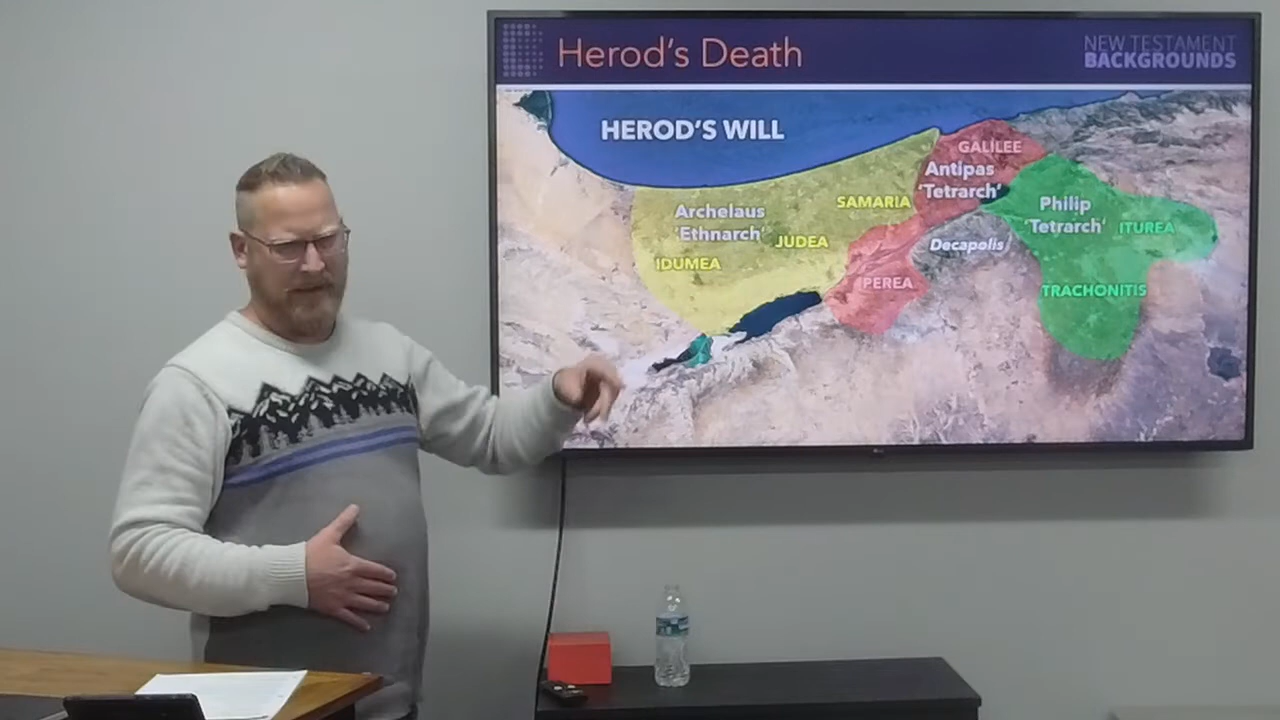 Herod's Death
NEW TESTAMENT
BACKGROUNDS
HEROD'S WILL
GALILEE
Antipas
'Tetrarch'
SAMARIA
Philip
'Tetrarch'
ITUREA
Archelaus
'Ethnarch'
JUDEA
Decapolis
IDUMEA
PEREA
TRACHONITIS